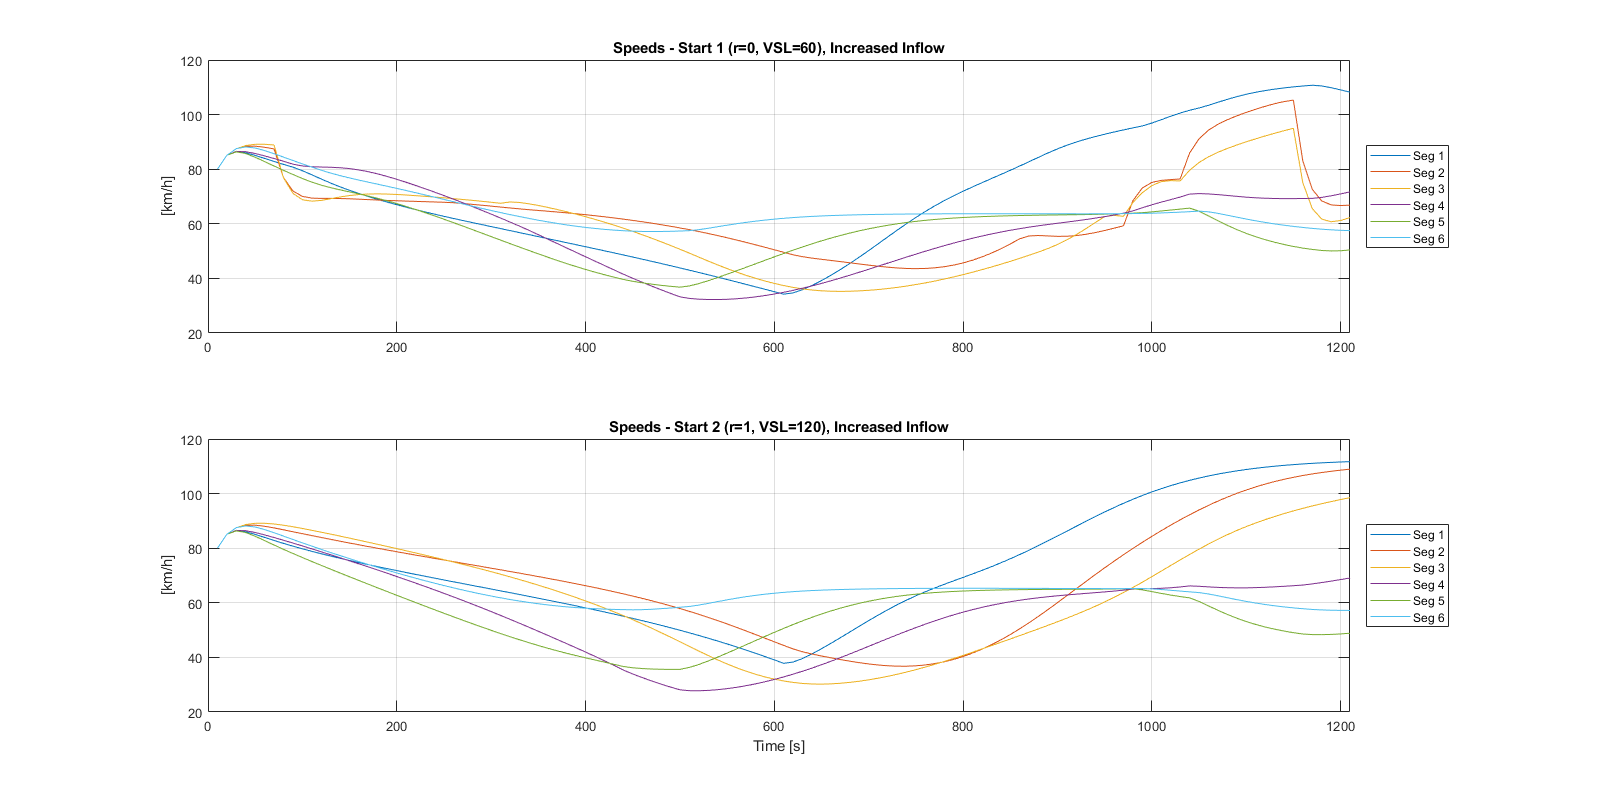 Speeds - Start 1 (r=0, VSL=60), Increased Inflow
120
100
80
60
40
20
[km/h]
0 200 400 600 800 1000 1200
Seg 1
Seg 2
Seg 3
Seg 4
Seg 5
Seg 6
Speeds - Start 2 (r=1, VSL=120), Increased Inflow
120
100
80
60
40
20
[km/h]
0 200 400 600 800 1000 1200
Time [s]
Seg 1
Seg 2
Seg 3
Seg 4
Seg 5
Seg 6